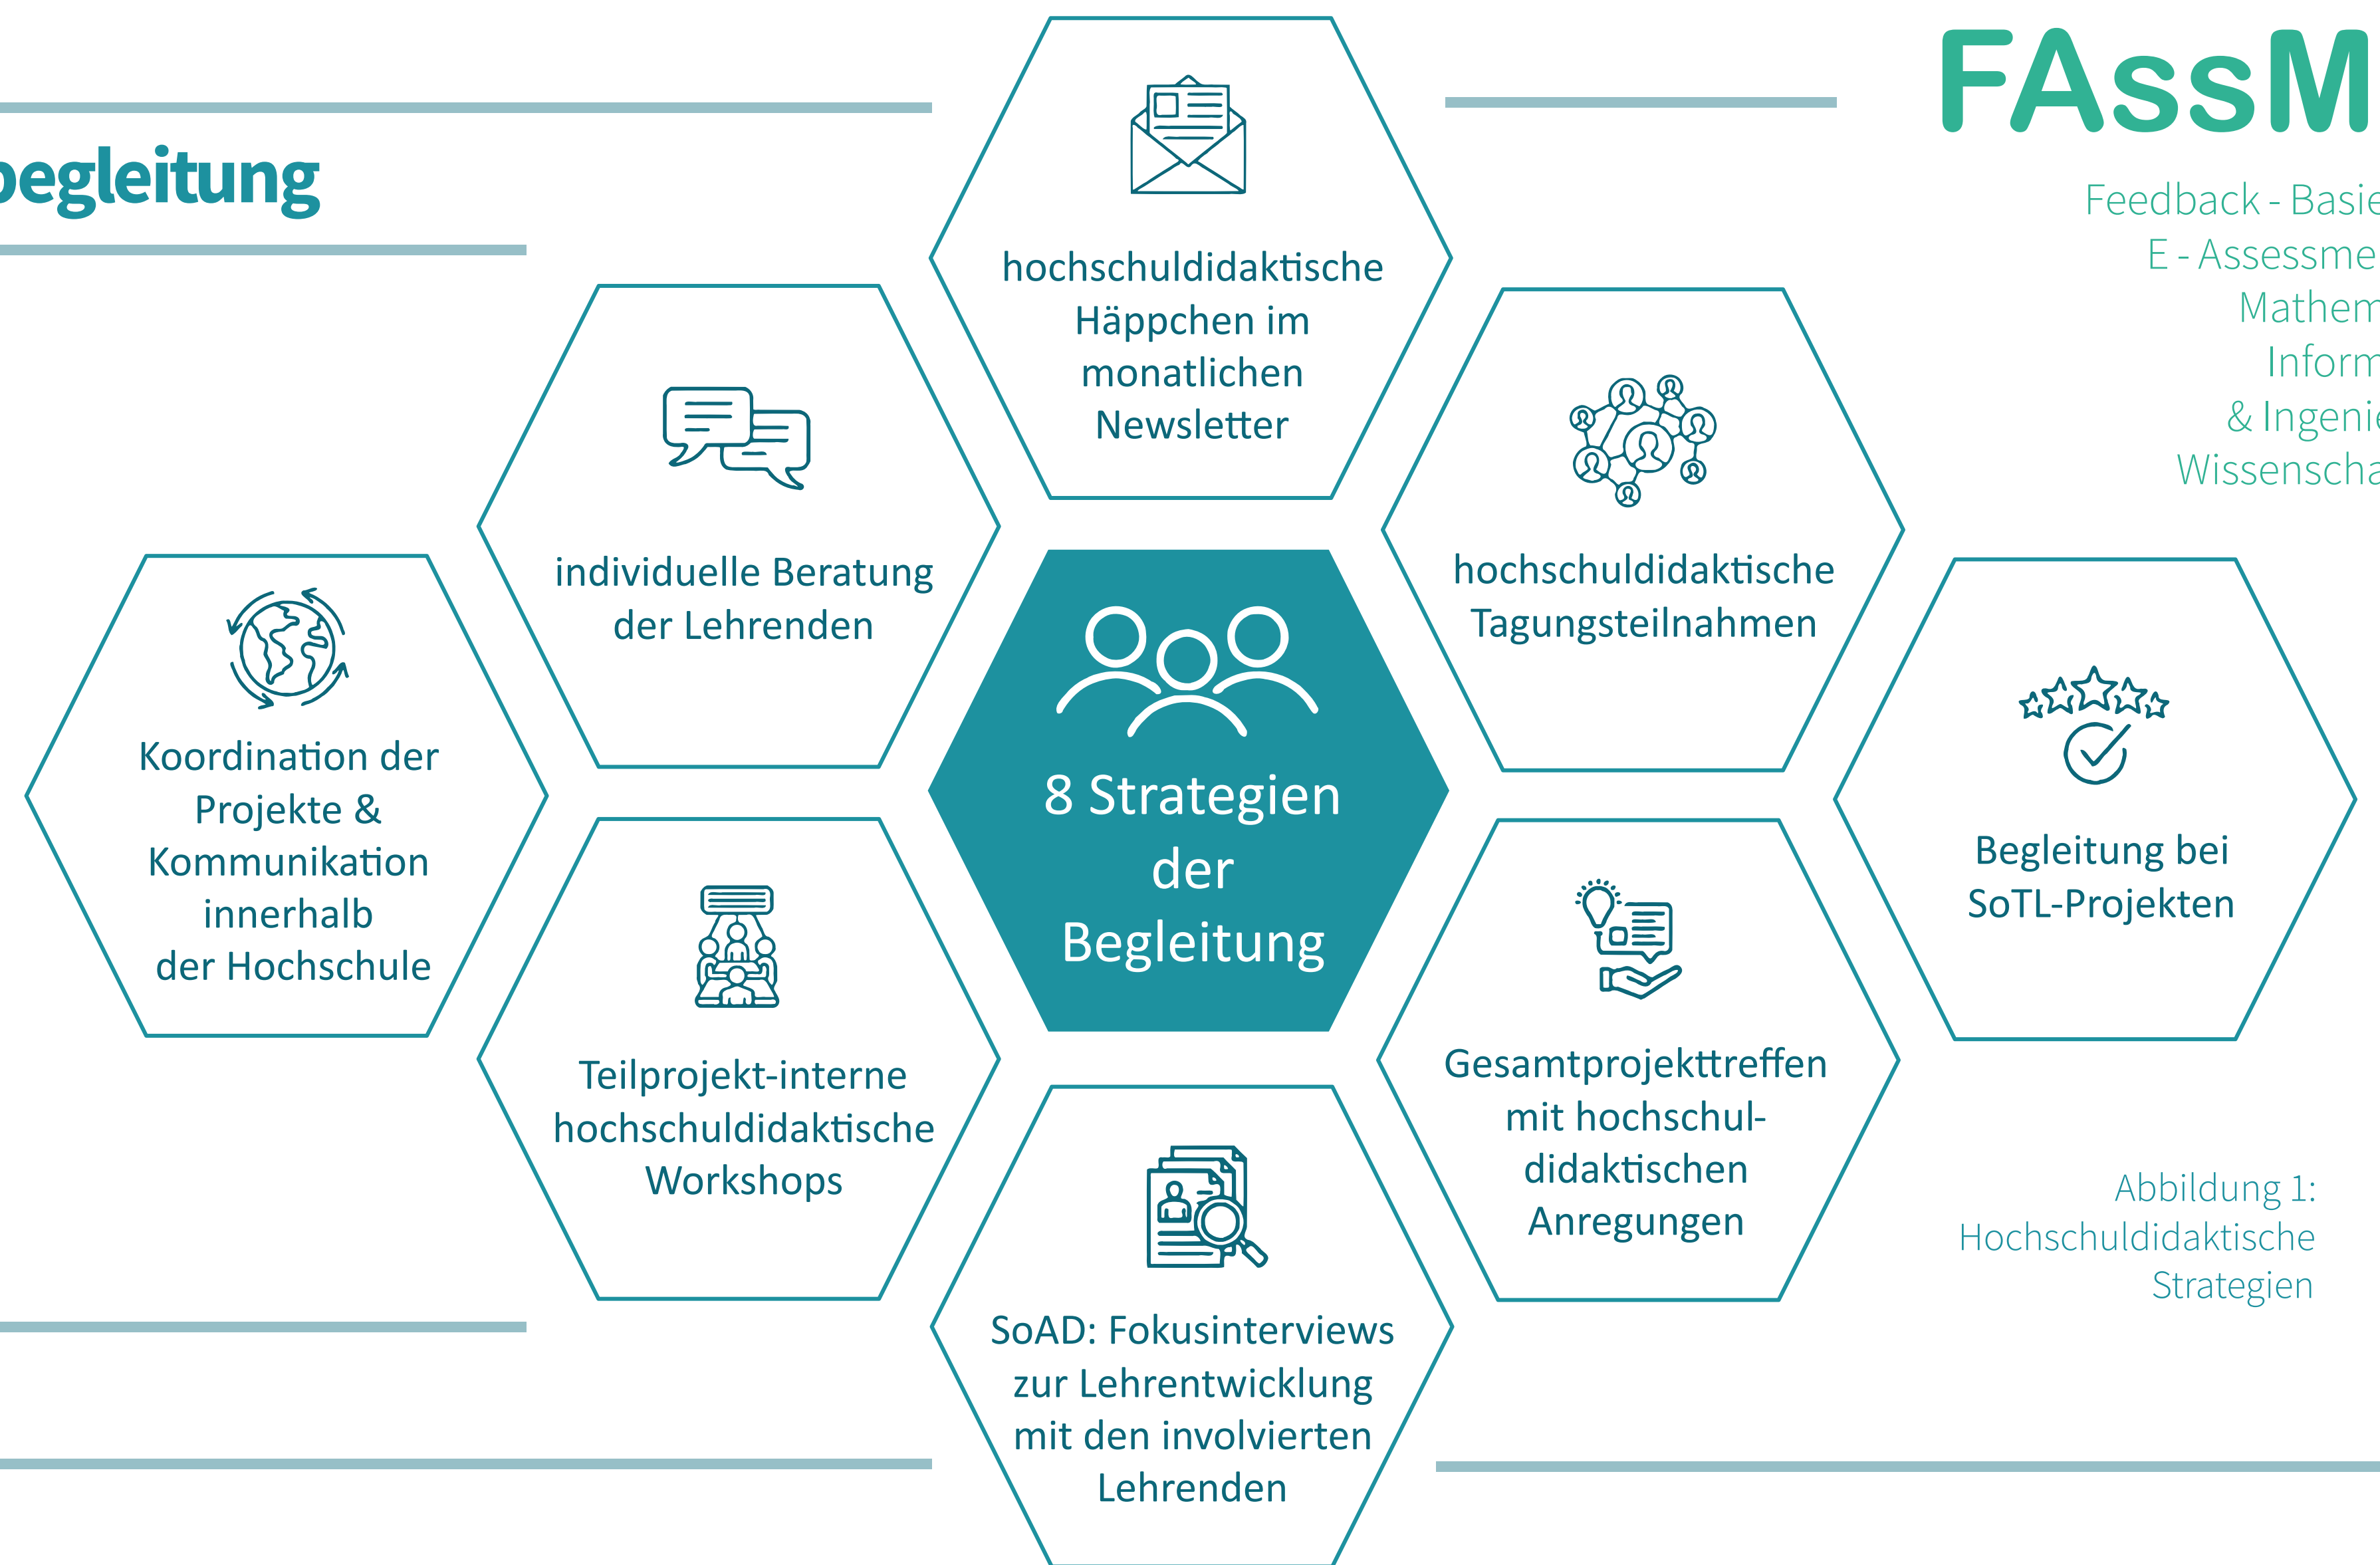 FAssM
begleitung
Feedback - Basie
E - Assessme
Mathem
Inform
& Ingenie
Wissenscha
hochschuldidaktische
Häppchen im
monatlichen
Newsletter
individuelle Beratung
der Lehrenden
hochschuldidaktische
Tagungsteilnahmen
Koordination der
Projekte &
Kommunikation
innerhalb
der Hochschule
8 Strategien
der
Begleitung
Begleitung bei
SoTL-Projekten
Teilprojekt-interne
hochschuldidaktische
Workshops
Gesamtprojekttreffen
mit hochschul-
didaktischen
Anregungen
SoAD: Fokusinterviews
zur Lehrentwicklung
mit den involvierten
Lehrenden
Abbildung 1:
Hochschuldidaktische
Strategien